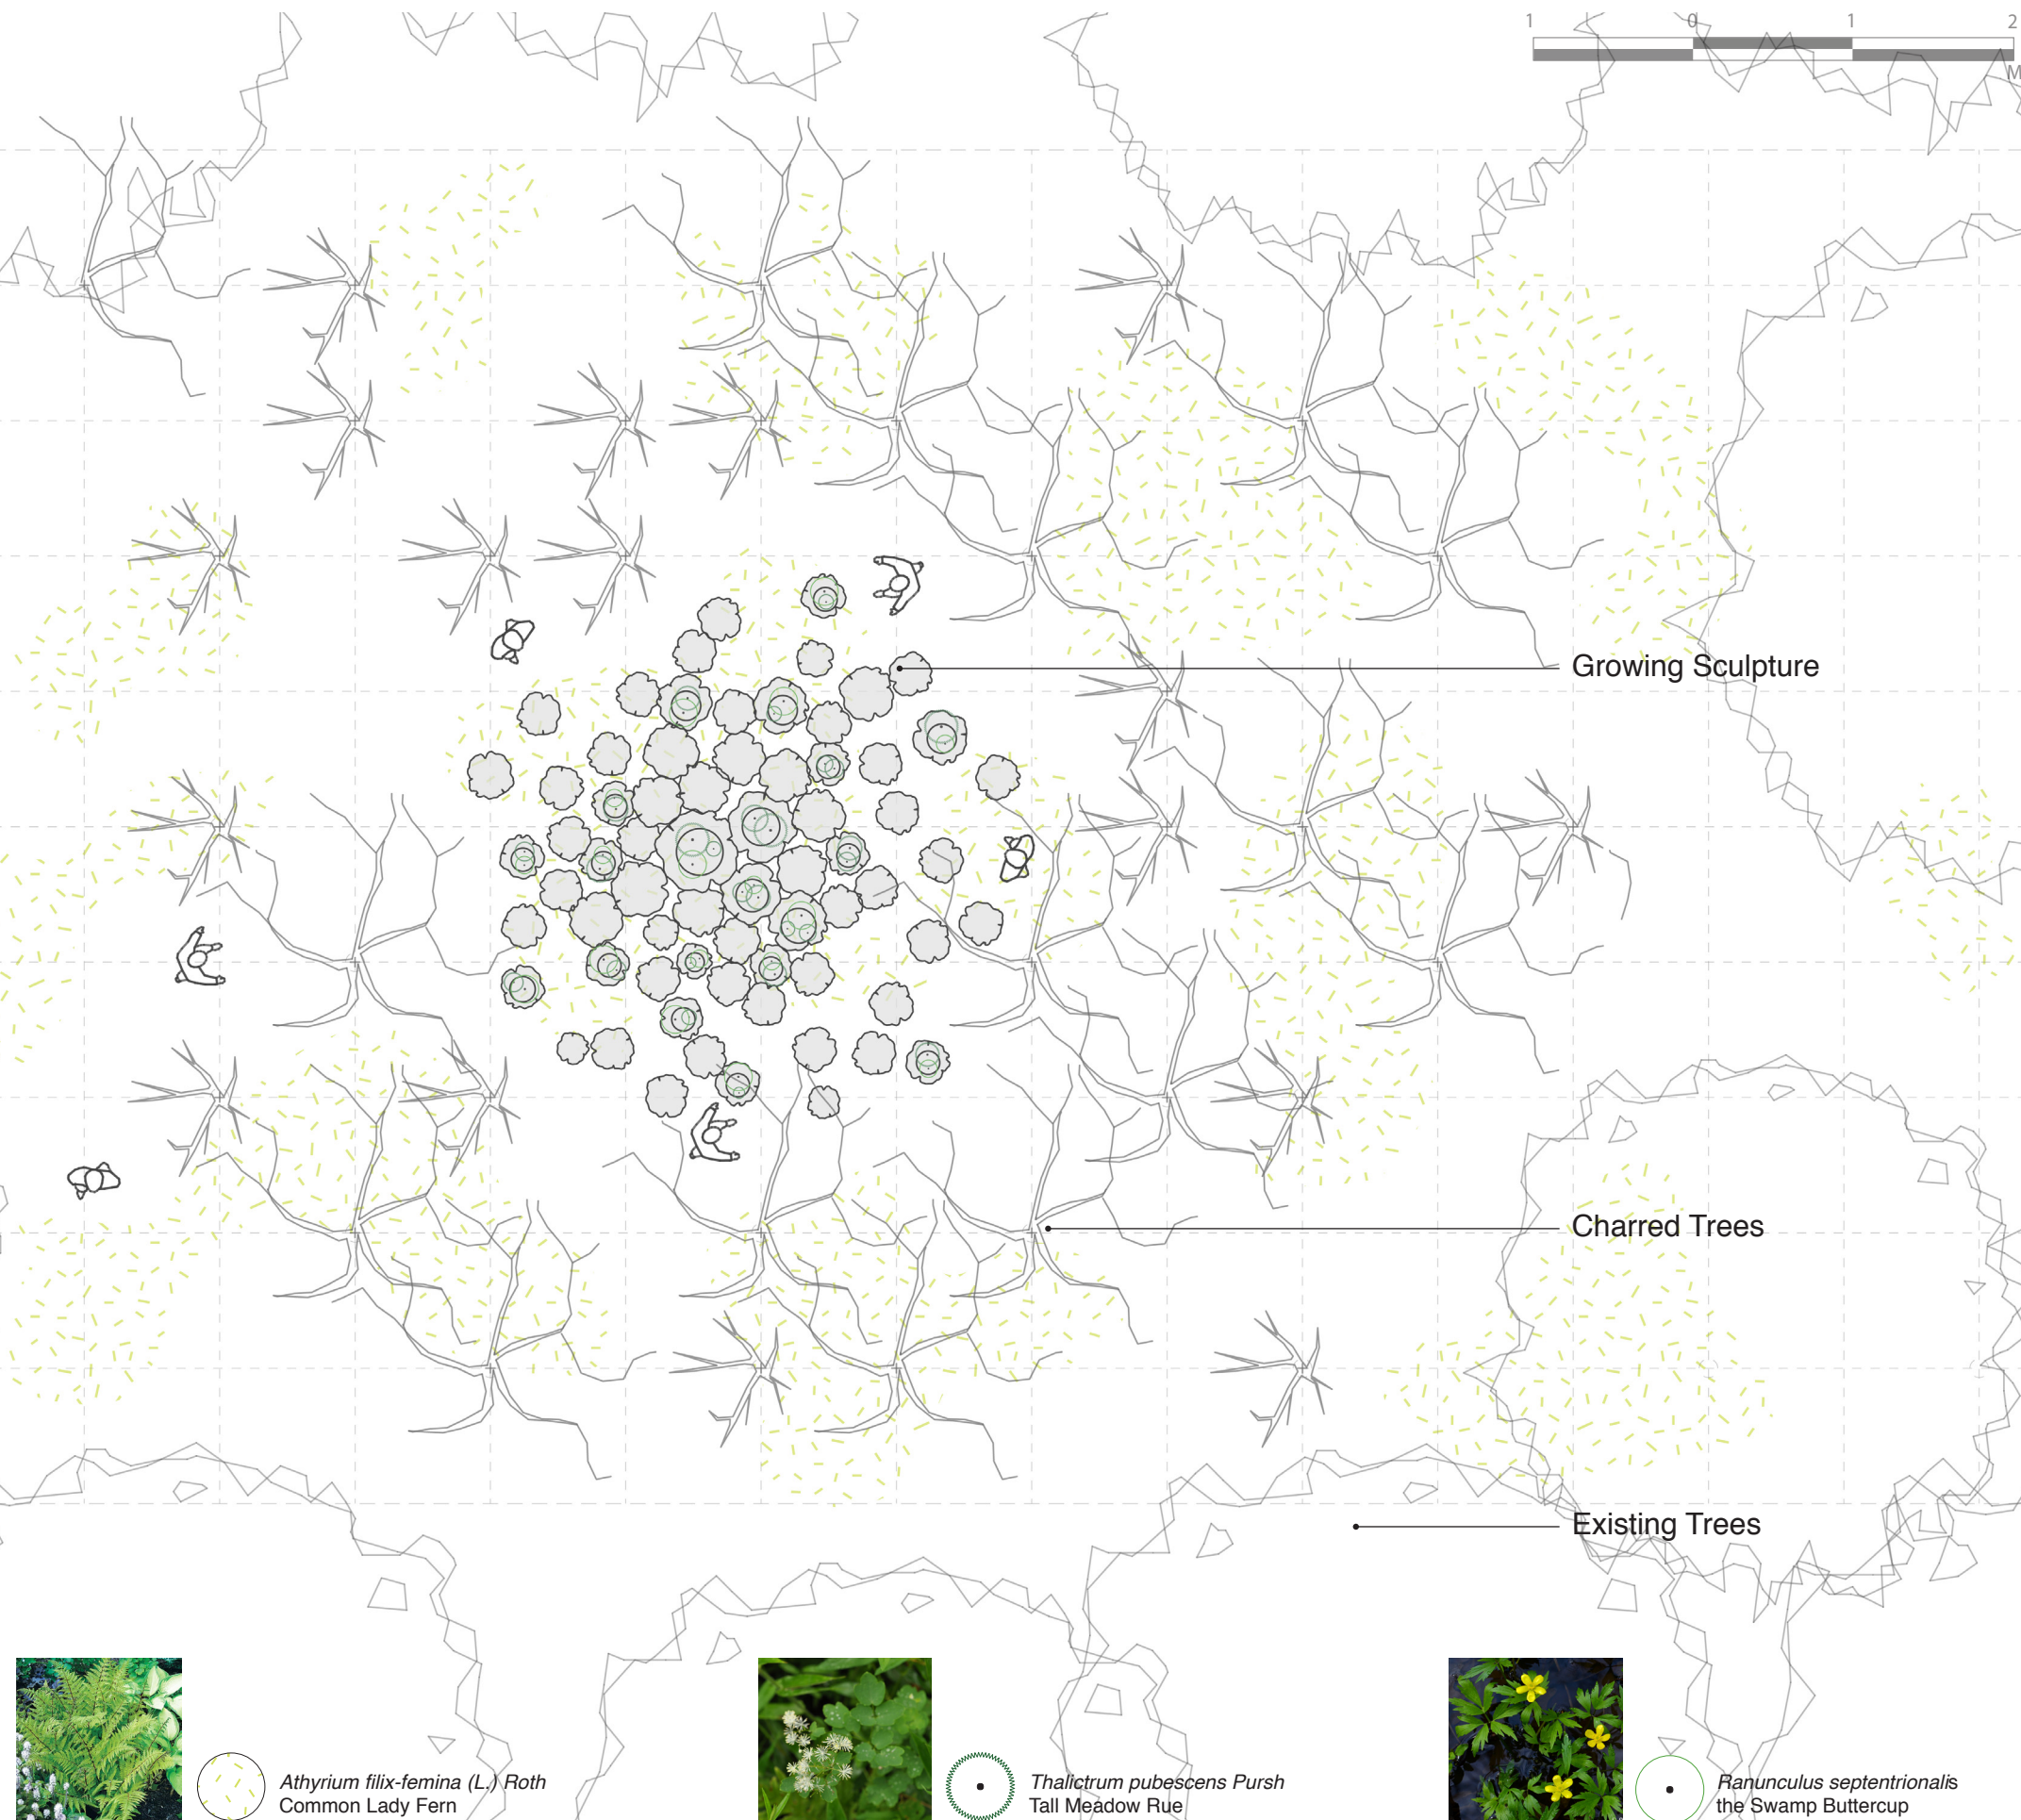 1 0 1 2
M
Growing Sculpture
Charred Trees
Existing Trees
Athyrium filix-femina (L.) Roth
Common Lady Fern
Thalictrum pubescens Pursh
Tall Meadow Rue
Ranunculus septentrionalis
the Swamp Buttercup